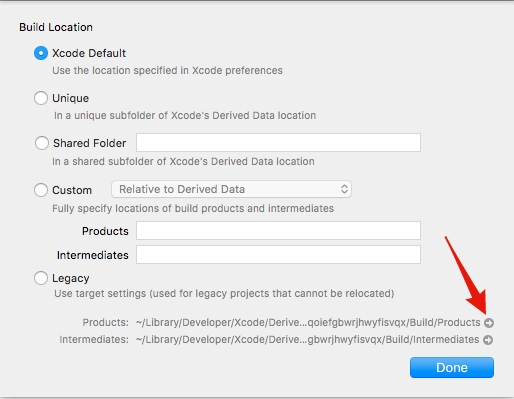 Build Location
Xcode Default
Use the location specified in Xcode preferences
Unique
In a unique subfolder of Xcode's Derived Data location
Shared Folder
In a shared subfolder of Xcode's Derived Data location
Custom Relative to Derived Data
Fully specify locations of build products and intermediates
Products
Intermediates
Legacy
Use target settings (used for legacy projects that cannot be relocated)
Products: ~/Library/Developer/Xcode/Derive...qoiefgbwrjhwyfisvqx/Build/Products
Intermediates: ~/Library/Developer/Xcode/Derive...gbwrjhwyfisvqx/Build/Intermediates
Done